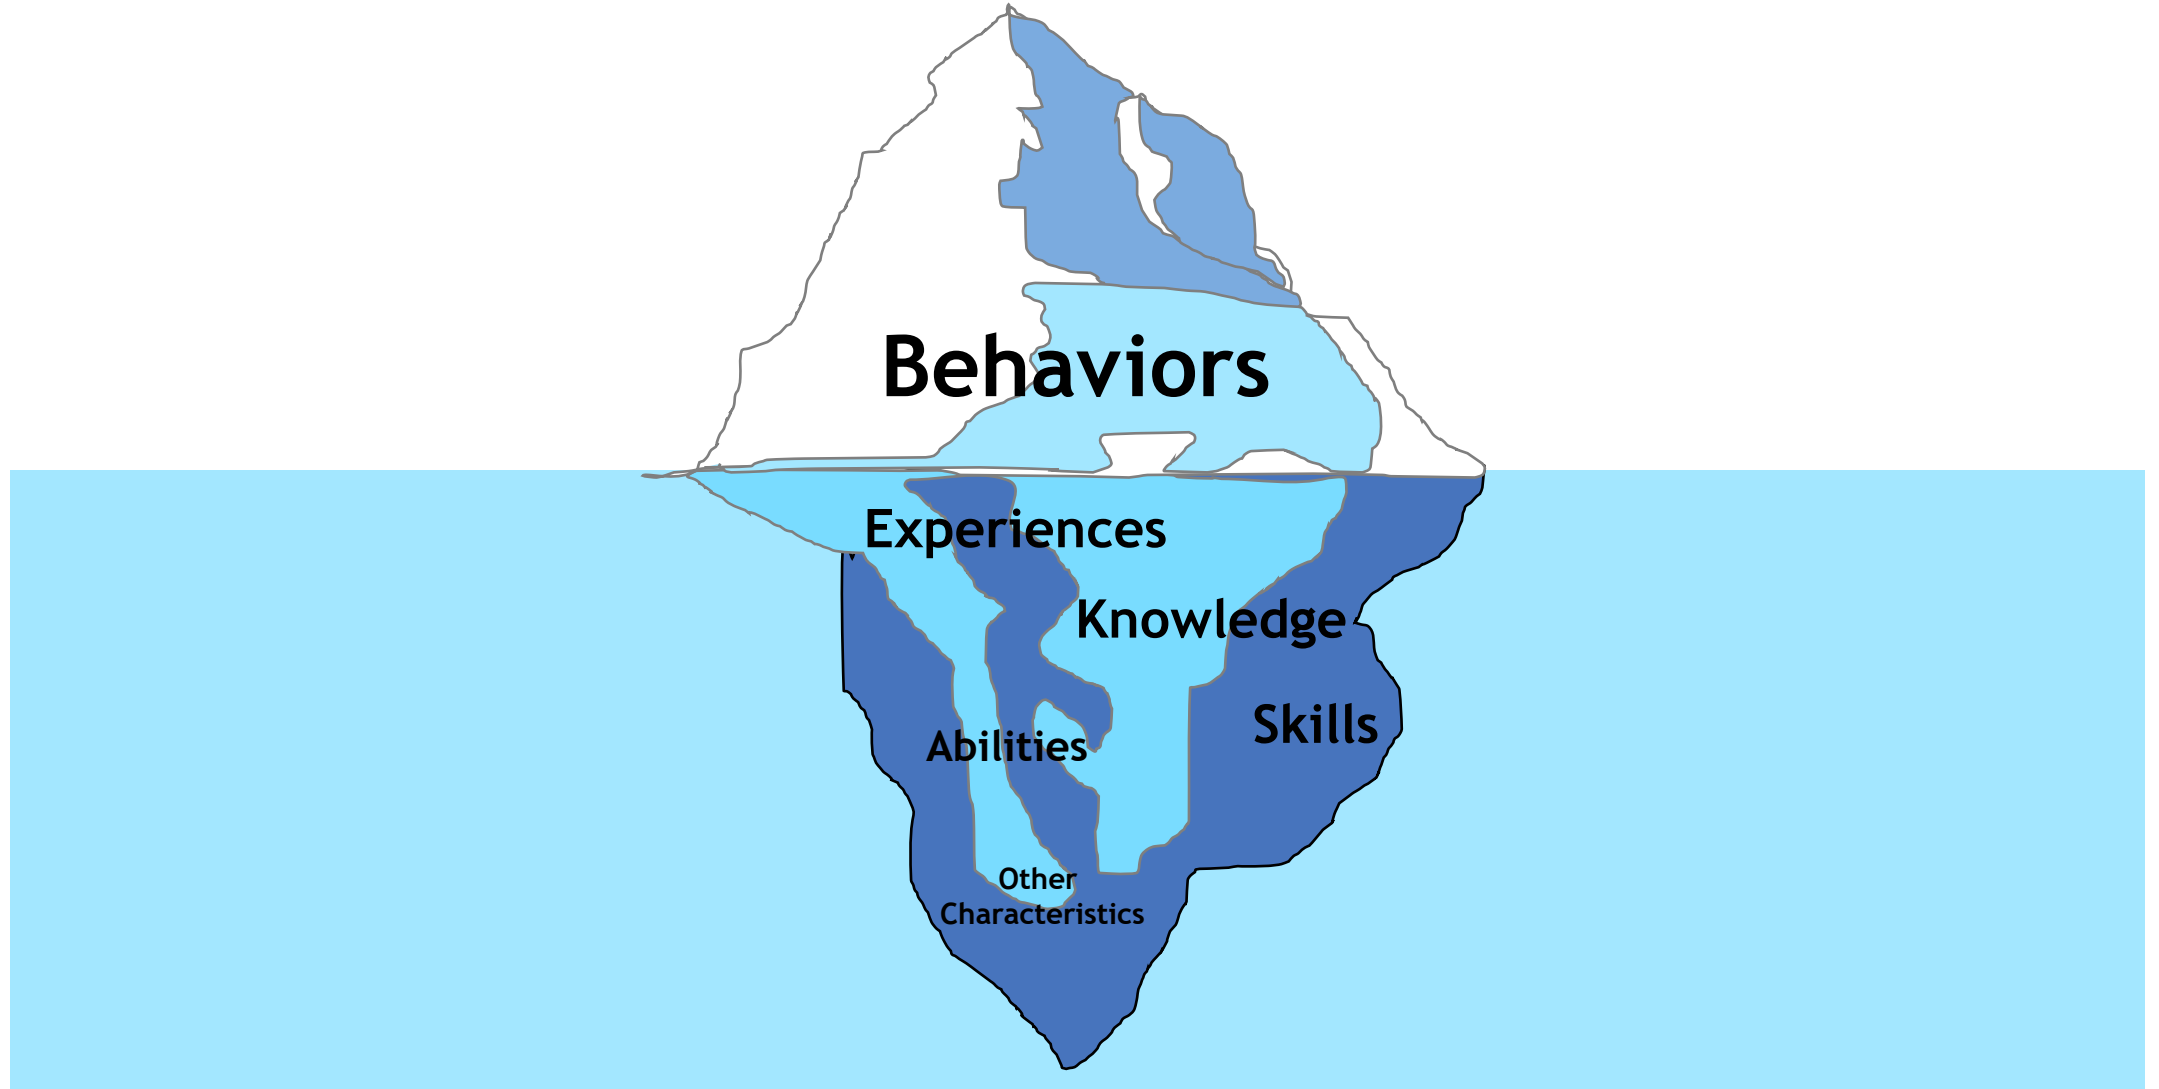 Behaviors
Experiences
Knowledge
Skills
Abilities
Other
Characteristics